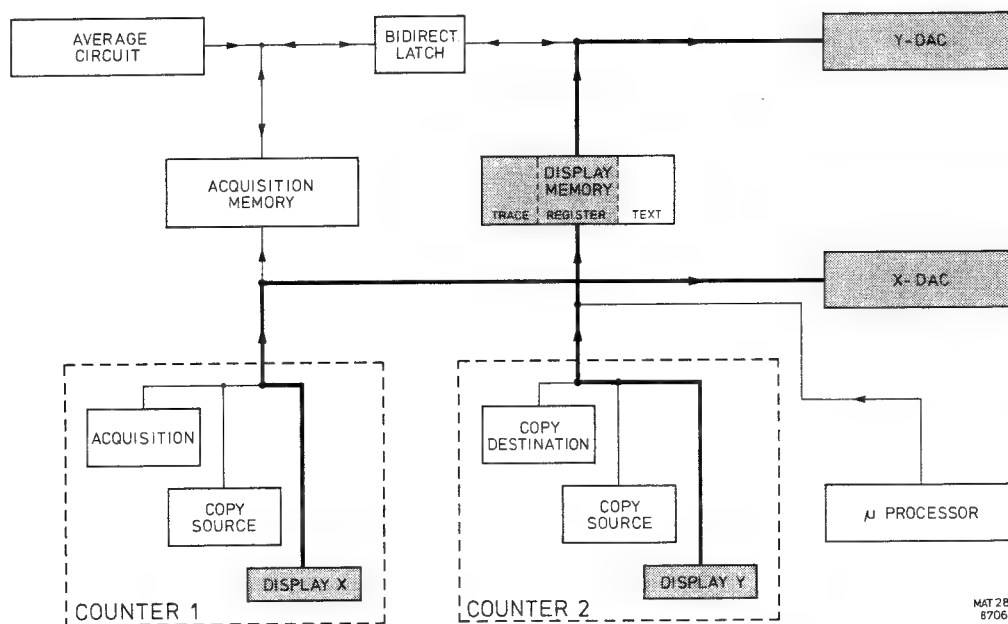 AVERAGE
CIRCUIT
BIDIRECT.
LATCH
Y-DAC
ACQUISITION
MEMORY
DISPLAY
MEMORY
TRACE REGISTER TEXT
X-DAC
ACQUISITION
COPY
SOURCE
DISPLAY X
COUNTER 1
COPY
DESTINATION
COPY
SOURCE
DISPLAY Y
COUNTER 2
μ PROCESSOR
MAT 28
8706